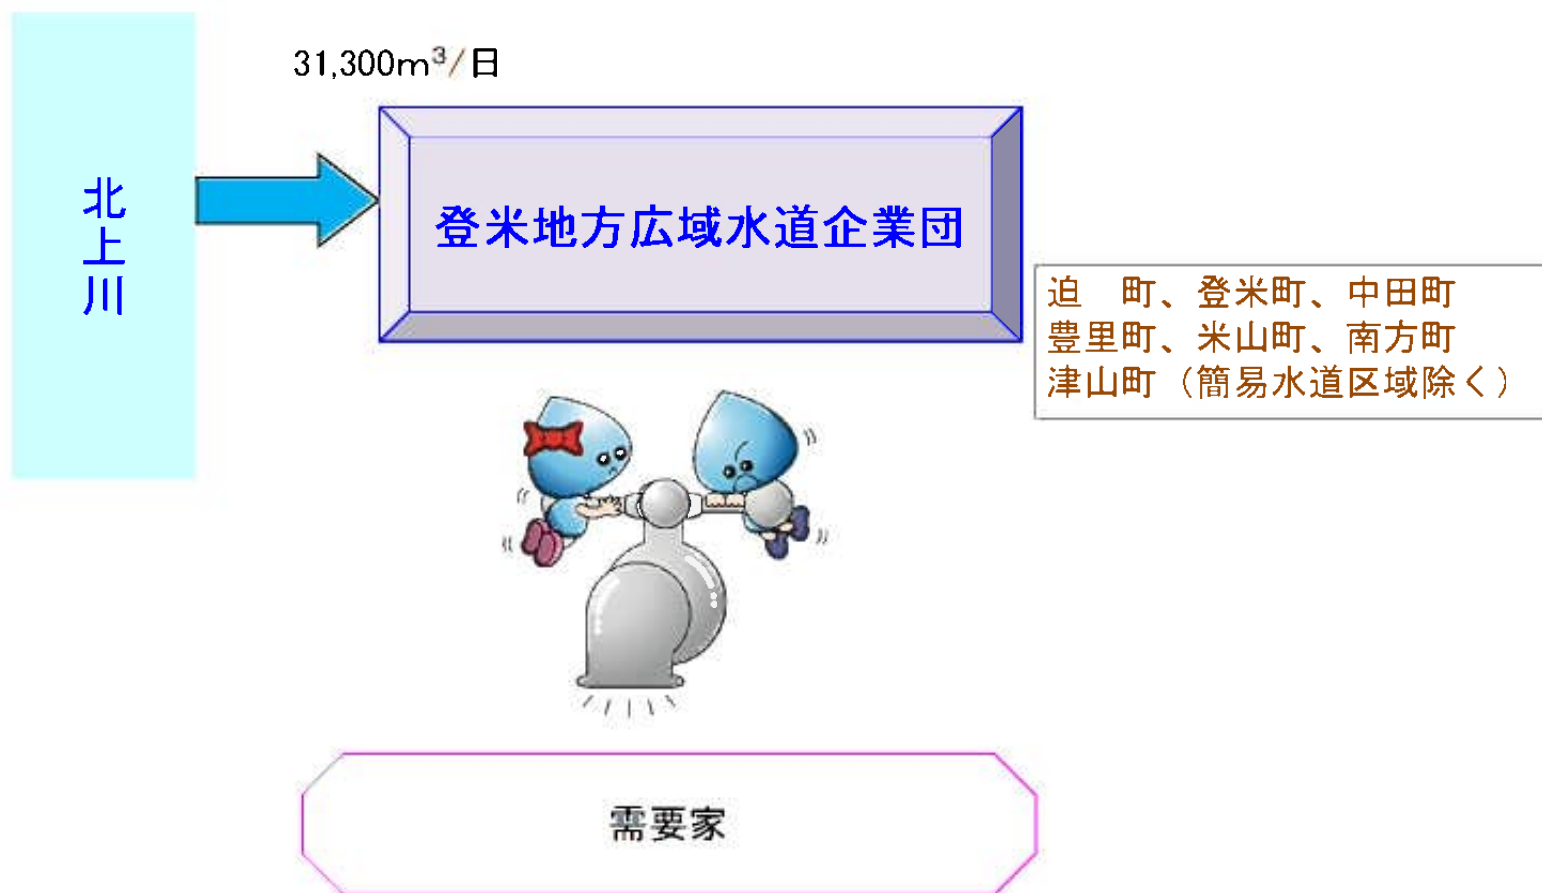 31,300m³/日
北上川
登米地方広域水道企業団
迫　町、登米町、中田町
豊里町、米山町、南方町
津山町（簡易水道区域除く）
需要家